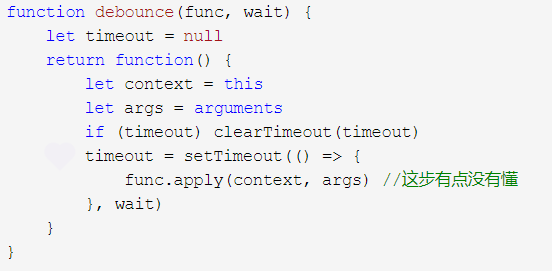 function debounce(func, wait) {
    let timeout = null
    return function() {
        let context = this
        let args = arguments
        if (timeout) clearTimeout(timeout)
        timeout = setTimeout(() => {
            func.apply(context, args) //这步有点没有懂
        }, wait)
    }
}